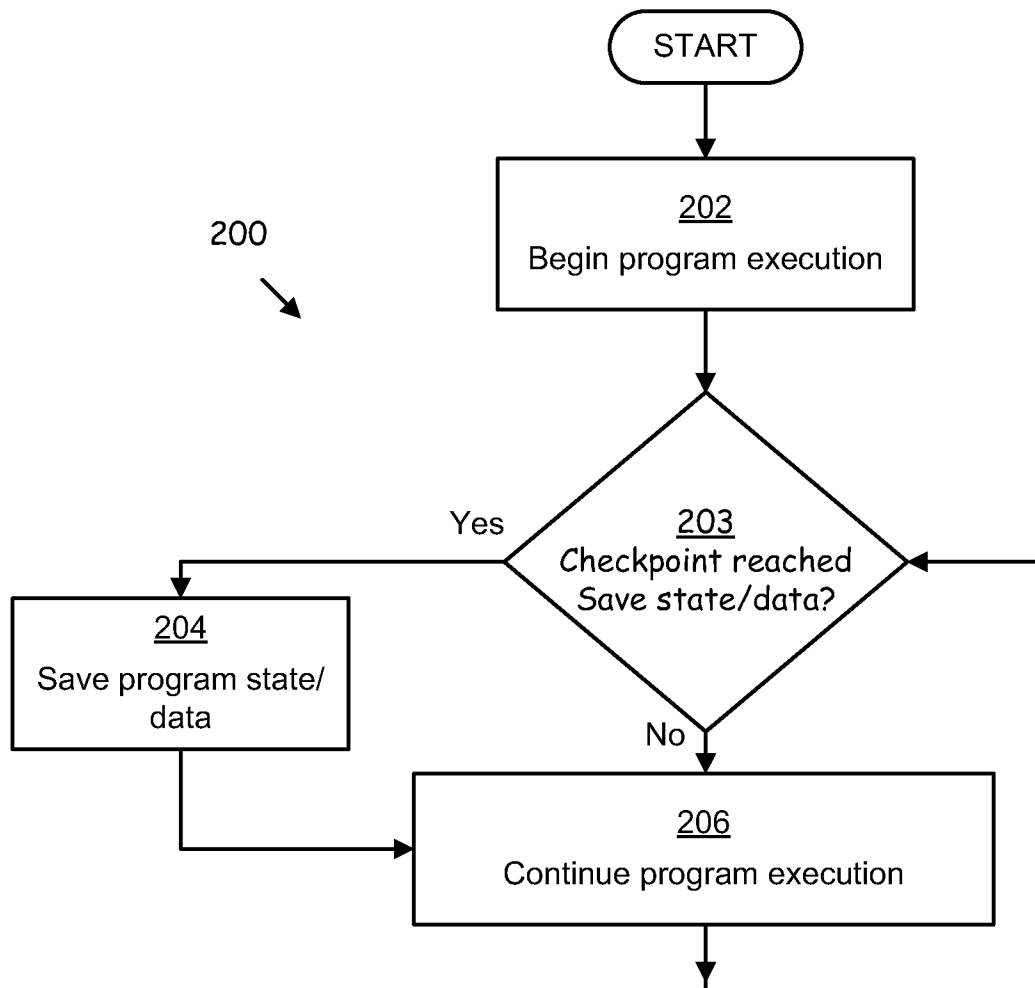 START
202
Begin program execution
200
203
Checkpoint reached
Save state/data?
Yes
204
Save program state/
data
No
206
Continue program execution